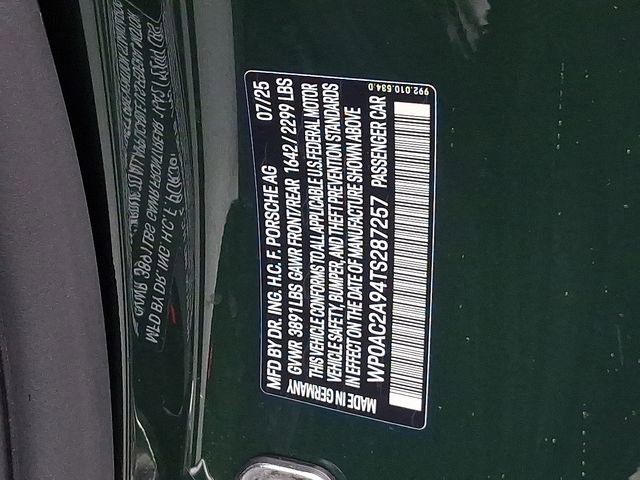 MFD BY DR. ING. H.C. F. PORSCHE AG 07/25
GVWR 3891 LBS GAWR FRONT/REAR 1642 / 2299 LBS
THIS VEHICLE CONFORMS TO ALL APPLICABLE U.S. FEDERAL MOTOR
VEHICLE SAFETY, BUMPER, AND THEFT PREVENTION STANDARDS
IN EFFECT ON THE DATE OF MANUFACTURE SHOWN ABOVE
WP0AC2A94TS287257 PASSENGER CAR
MADE IN GERMANY
992.010.534.0